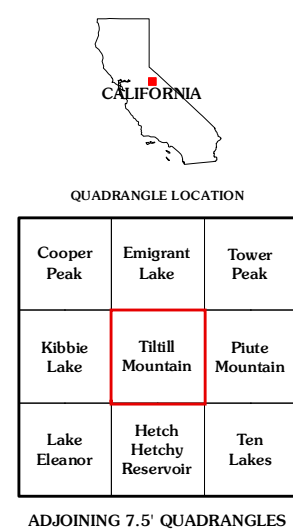 CALIFORNIA
QUADRANGLE LOCATION
Cooper
Peak
Emigrant
Lake
Tower
Peak
Kibbie
Lake
Tiltill
Mountain
Piute
Mountain
Lake
Eleanor
Hetch
Hetchy
Reservoir
Ten
Lakes
ADJOINING 7.5' QUADRANGLES